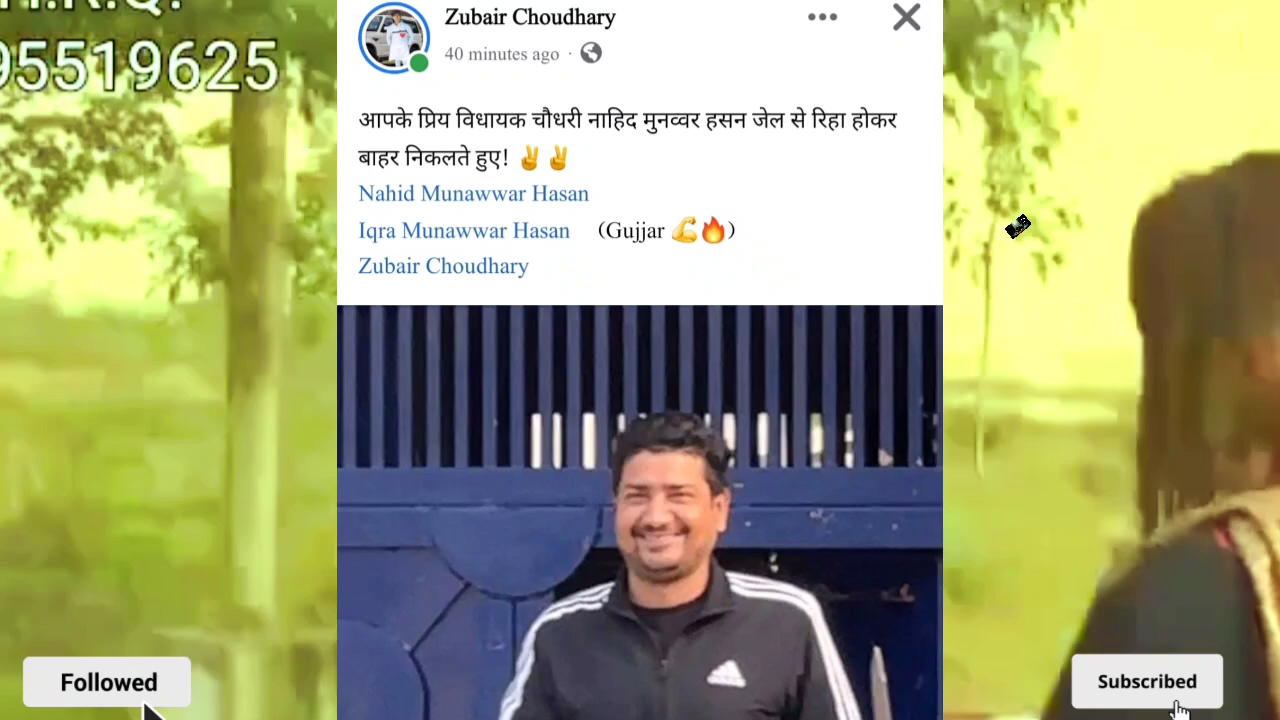 95519625
Zubair Choudhary
40 minutes ago ·
आपके प्रिय विधायक चौधरी नाहिद मुनव्वर हसन जेल से रिहा होकर
बाहर निकलते हुए! ✌️✌️
Nahid Munawwar Hasan
Iqra Munawwar Hasan (Gujjar 💪🔥)
Zubair Choudhary
adidas
Followed
Subscribed